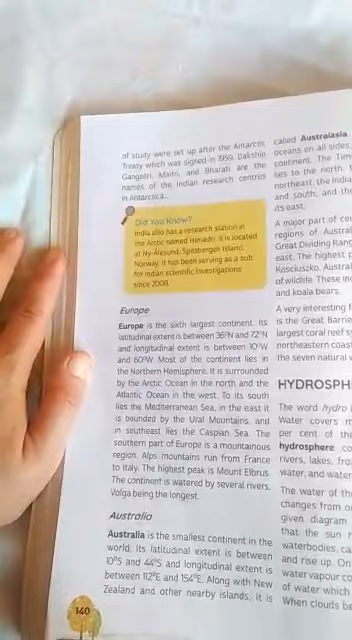 of study were set up after the Antarctic
Treaty which was signed in 1959. Dakshin
Gangotri, Maitri, and Bharati are the
names of the Indian research centres
in Antarctica.
Did You Know?
India also has a research station in
the Arctic named Himadri. It is located
at Ny-Ålesund, Spitsbergen Island,
Norway. It has been serving as a hub
for Indian scientific investigations
since 2008.
Europe
Europe is the sixth largest continent. Its
latitudinal extent is between 36°N and 72°N
and longitudinal extent is between 10°W
and 60°W. Most of the continent lies in
the Northern Hemisphere. It is surrounded
by the Arctic Ocean in the north and the
Atlantic Ocean in the west. To its south
lies the Mediterranean Sea, in the east it
is bounded by the Ural Mountains, and
in southeast lies the Caspian Sea. The
southern part of Europe is a mountainous
region. Alps mountains run from France
to Italy. The highest peak is Mount Elbrus.
The continent is watered by several rivers,
Volga being the longest.
Australia
Australia is the smallest continent in the
world. Its latitudinal extent is between
10°S and 44°S and longitudinal extent is
between 112°E and 154°E. Along with New
Zealand and other nearby islands, it is
140
called Australasia
oceans on all sides,
continent. The Tim
lies to the north,
northeast, the India
and south, and the
its east.
A major part of cen
regions of Austral
Great Dividing Rang
east. The highest p
Kosciuszko. Austral
of wildlife. These in
and koala bears.
A very interesting f
is the Great Barrie
largest coral reef sy
northeastern coast
the seven natural w
HYDROSPH
The word hydro
Water covers m
per cent of the
hydrosphere co
rivers, lakes, fro
water, and water
The water of th
changes from on
given diagram
that the sun h
waterbodies, ca
and rise up. On
water vapour co
of water which
When clouds be